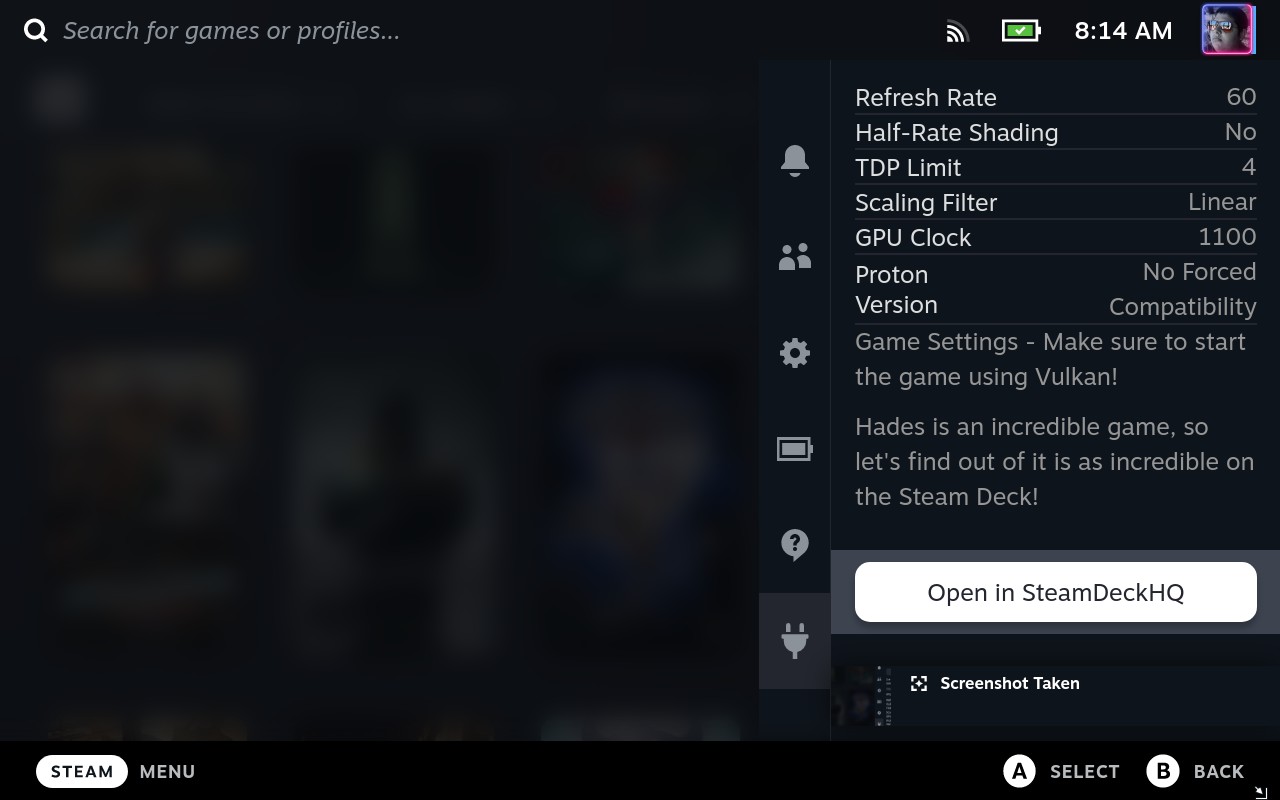 Search for games or profiles...
8:14 AM
Refresh Rate 60
Half-Rate Shading No
TDP Limit 4
Scaling Filter Linear
GPU Clock 1100
Proton Version No Forced Compatibility
Game Settings - Make sure to start
the game using Vulkan!
Hades is an incredible game, so
let's find out of it is as incredible on
the Steam Deck!
Open in SteamDeckHQ
Screenshot Taken
STEAM MENU
A SELECT B BACK